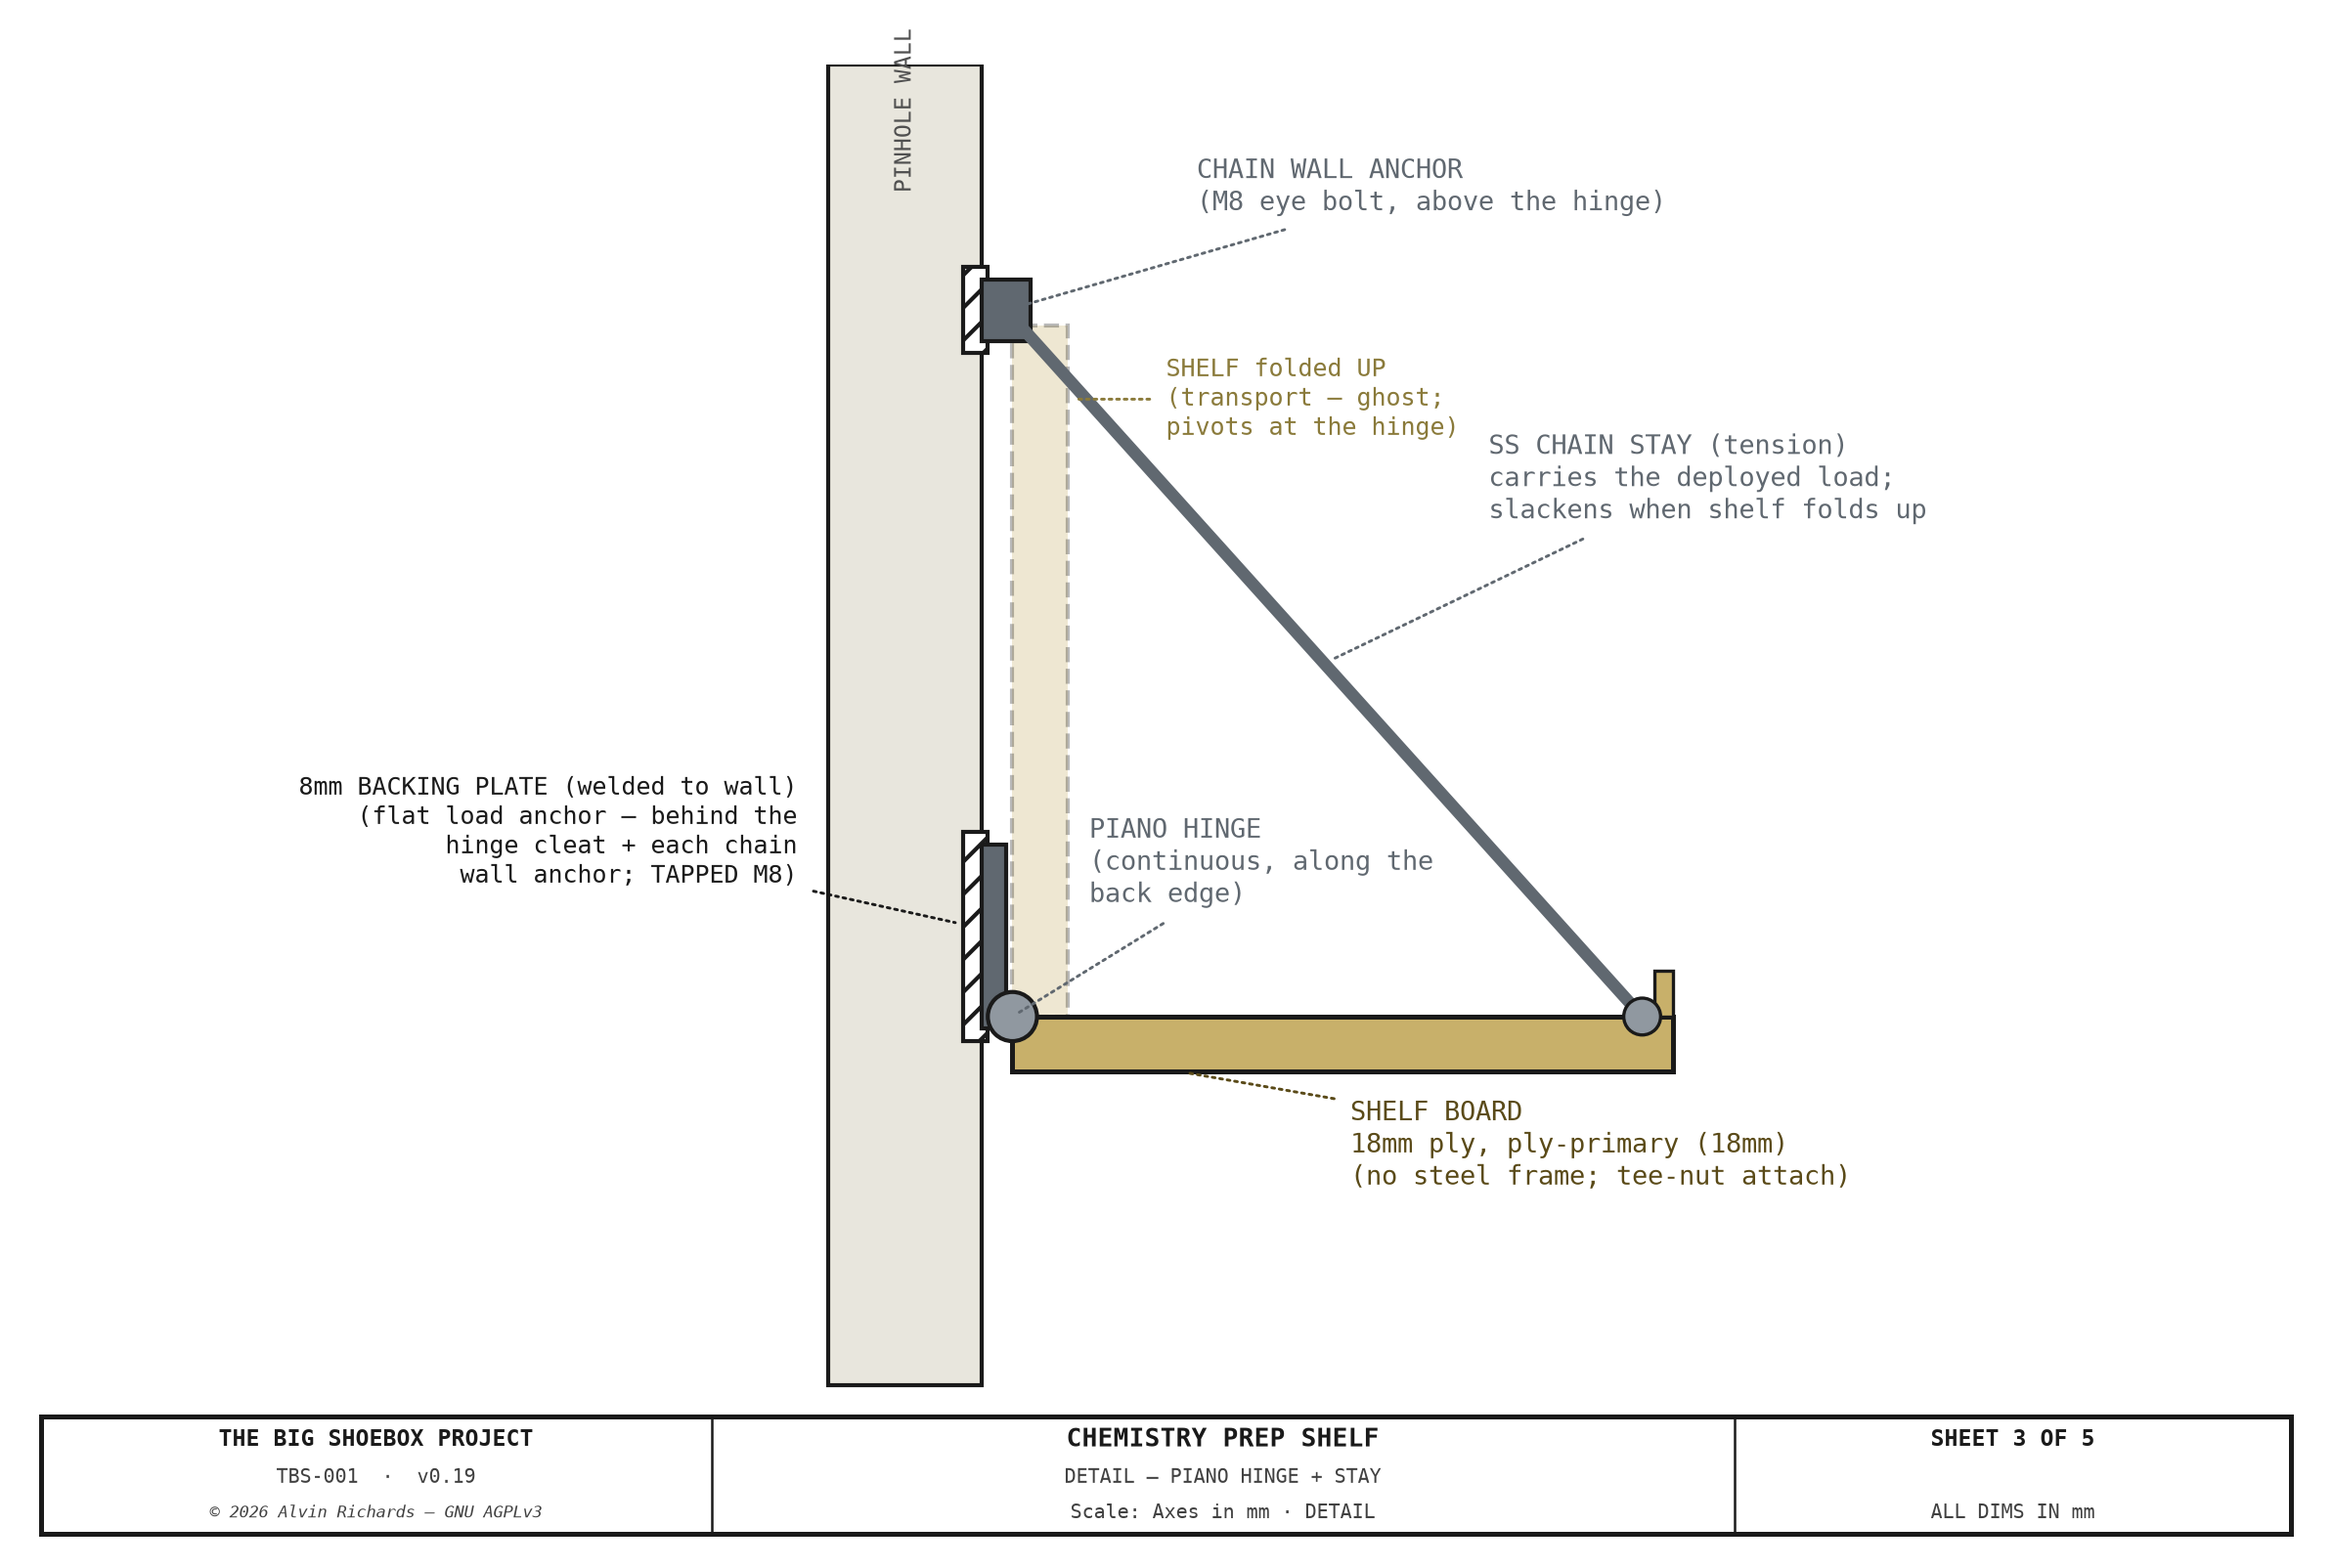 PINHOLE WALL
CHAIN WALL ANCHOR
(M8 eye bolt, above the hinge)
SHELF folded UP
(transport — ghost;
pivots at the hinge)
SS CHAIN STAY (tension)
carries the deployed load;
slackens when shelf folds up
8mm BACKING PLATE (welded to wall)
(flat load anchor — behind the
hinge cleat + each chain
wall anchor; TAPPED M8)
PIANO HINGE
(continuous, along the
back edge)
SHELF BOARD
18mm ply, ply-primary (18mm)
(no steel frame; tee-nut attach)
THE BIG SHOEBOX PROJECT
TBS-001 · v0.19
© 2026 Alvin Richards — GNU AGPLv3
CHEMISTRY PREP SHELF
DETAIL — PIANO HINGE + STAY
Scale: Axes in mm · DETAIL
SHEET 3 OF 5
ALL DIMS IN mm